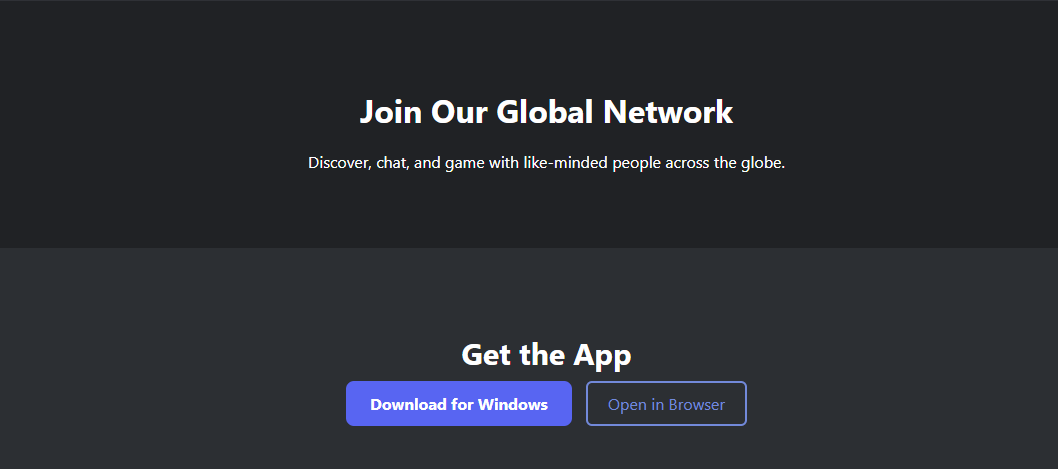 Join Our Global Network
Discover, chat, and game with like-minded people across the globe.
Get the App
Download for Windows
Open in Browser